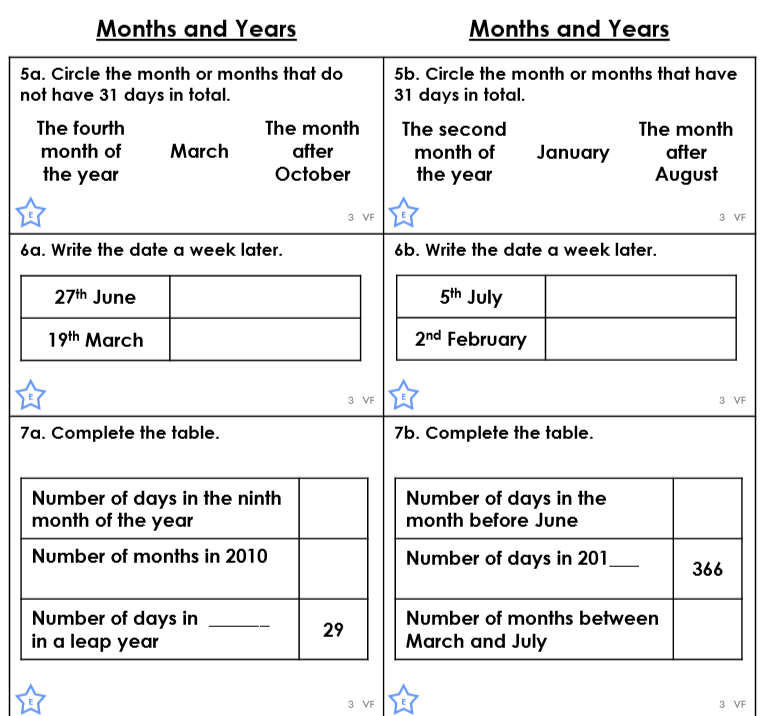 Months and Years
Months and Years
5a. Circle the month or months that do
not have 31 days in total.
The fourth
month of
the year
March
The month
after
October
E
3 VF
5b. Circle the month or months that have
31 days in total.
The second
month of
the year
January
The month
after
August
E
3 VF
6a. Write the date a week later.
27th June
19th March
E
3 VF
6b. Write the date a week later.
5th July
2nd February
E
3 VF
7a. Complete the table.
Number of days in the ninth
month of the year
Number of months in 2010
Number of days in ______
in a leap year
29
E
3 VF
7b. Complete the table.
Number of days in the
month before June
Number of days in 201___
366
Number of months between
March and July
E
3 VF